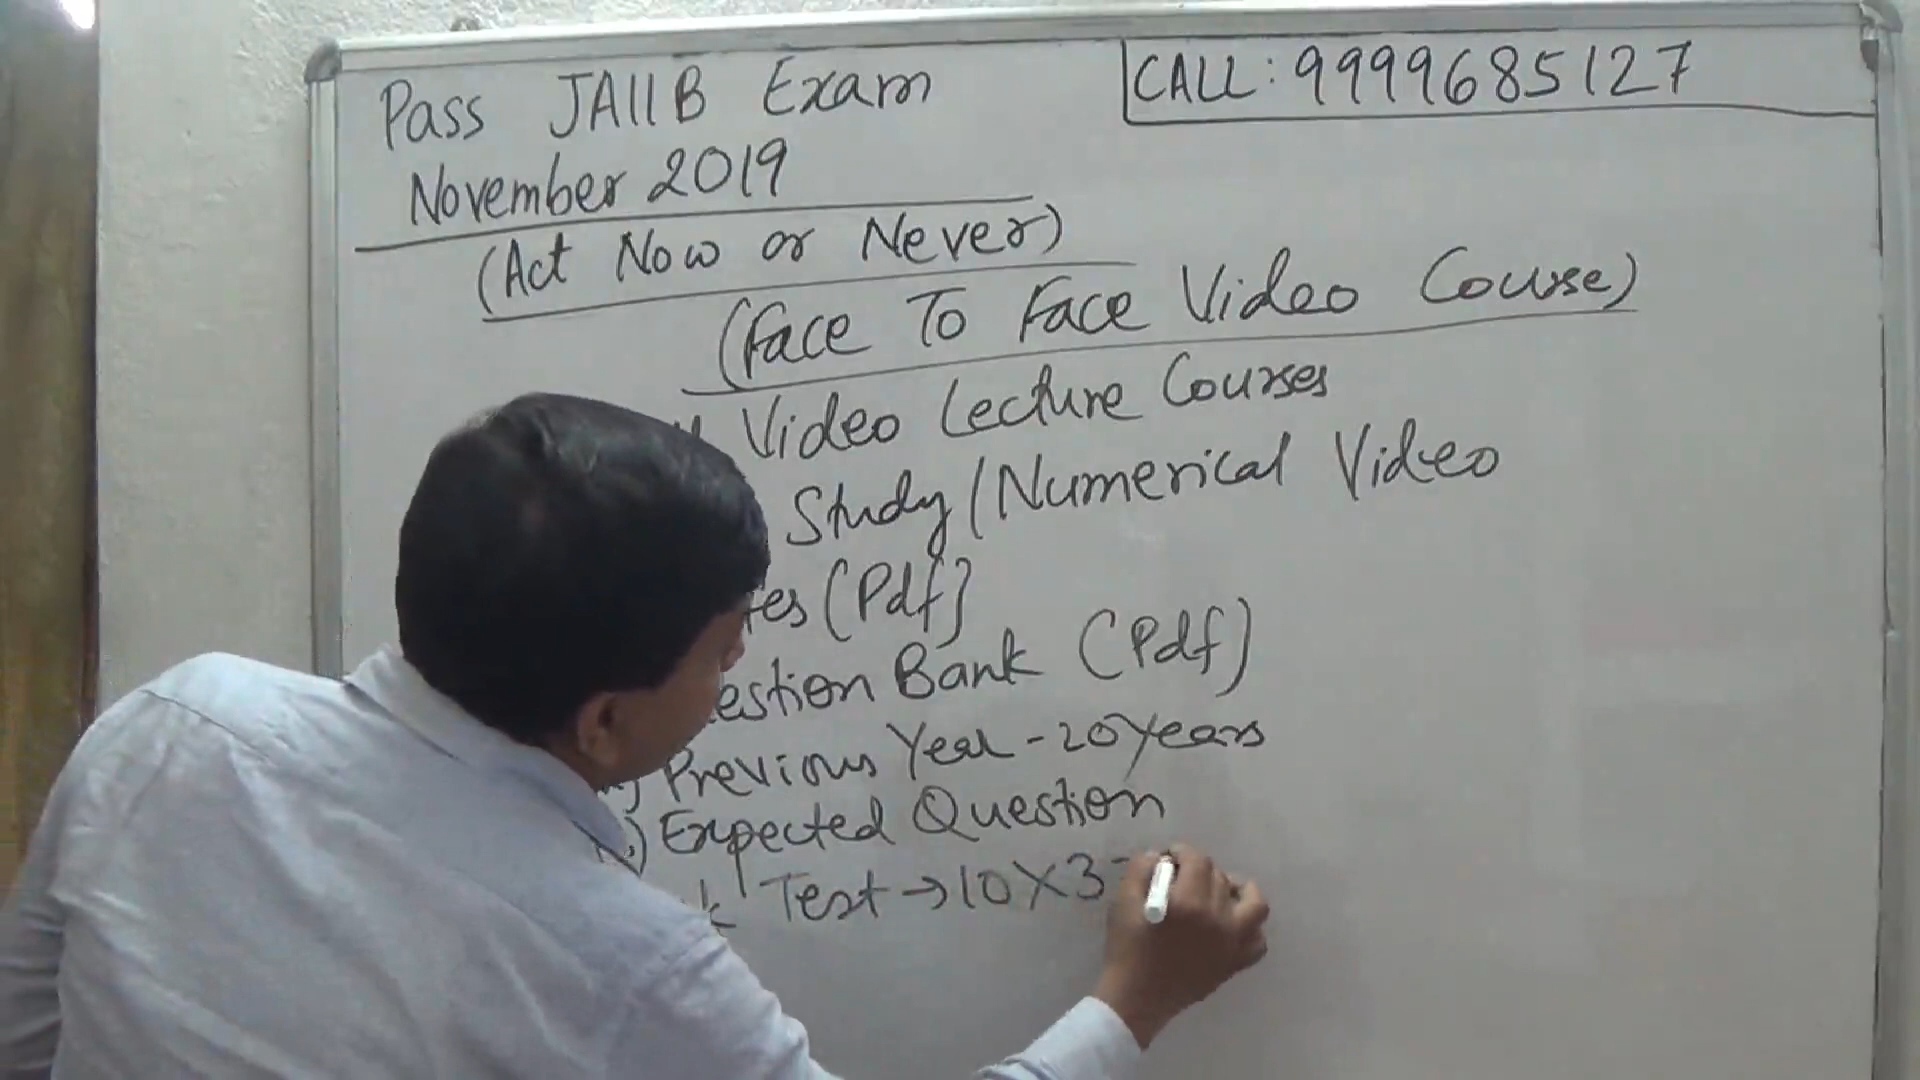 Pass JAIIB Exam
CALL: 9999685127
November 2019
(Act Now or Never)
(Face To Face Video Course)
Video Lecture Courses
Study/Numerical Video
(Pdf)
Bank (Pdf)
Previous Year - 20 Years
Expected Question
Test → 10X3